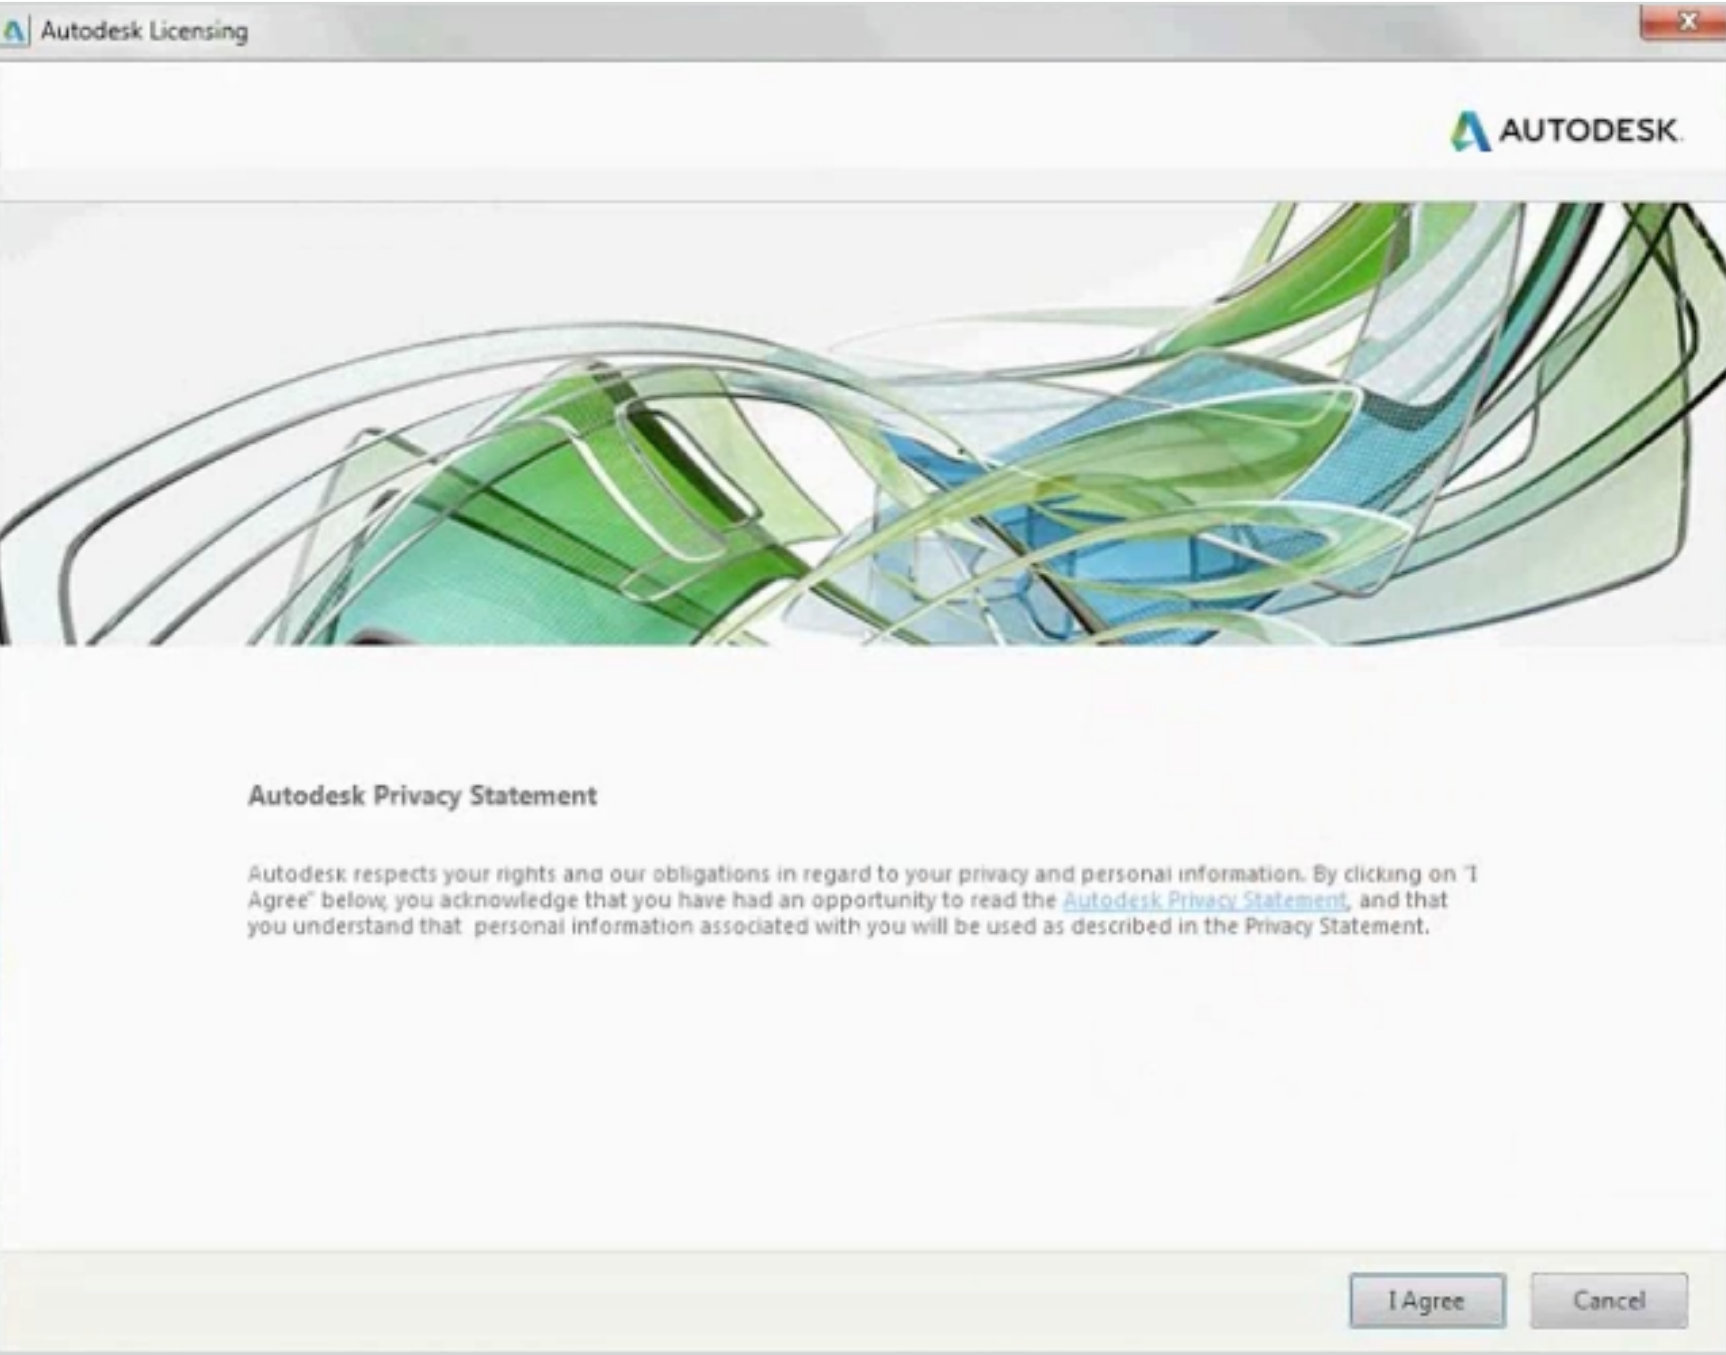 Autodesk Licensing
AUTODESK.
Autodesk Privacy Statement
Autodesk respects your rights and our obligations in regard to your privacy and personal information. By clicking on "I
Agree" below, you acknowledge that you have had an opportunity to read the Autodesk Privacy Statement, and that
you understand that personal information associated with you will be used as described in the Privacy Statement.
I Agree
Cancel